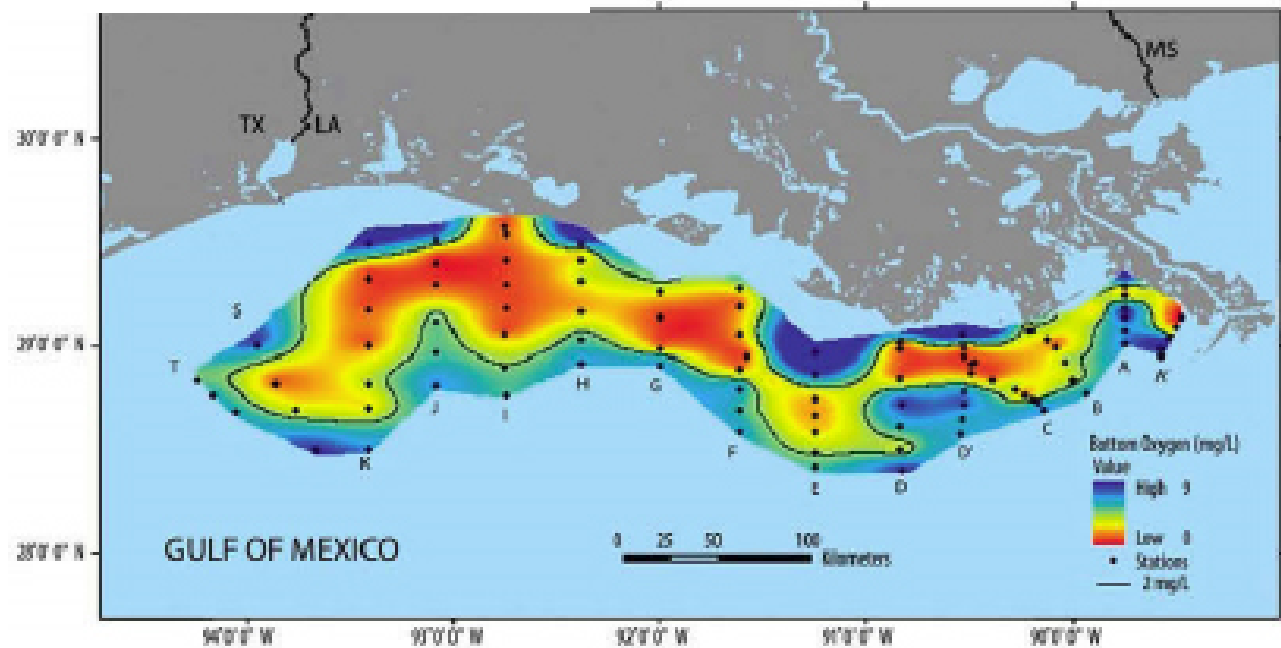 MS
TX LA
30°0'0" N
S
29°0'0" N
T
A A'
H G
J
I
B
C
F
D'
K
E D
Bottom Oxygen (mg/L)
Value
High 9
Low 0
Stations
2 mg/L
GULF OF MEXICO
0 25 50 100
Kilometers
28°0'0" N
94°0'0" W 93°0'0" W 92°0'0" W 91°0'0" W 90°0'0" W